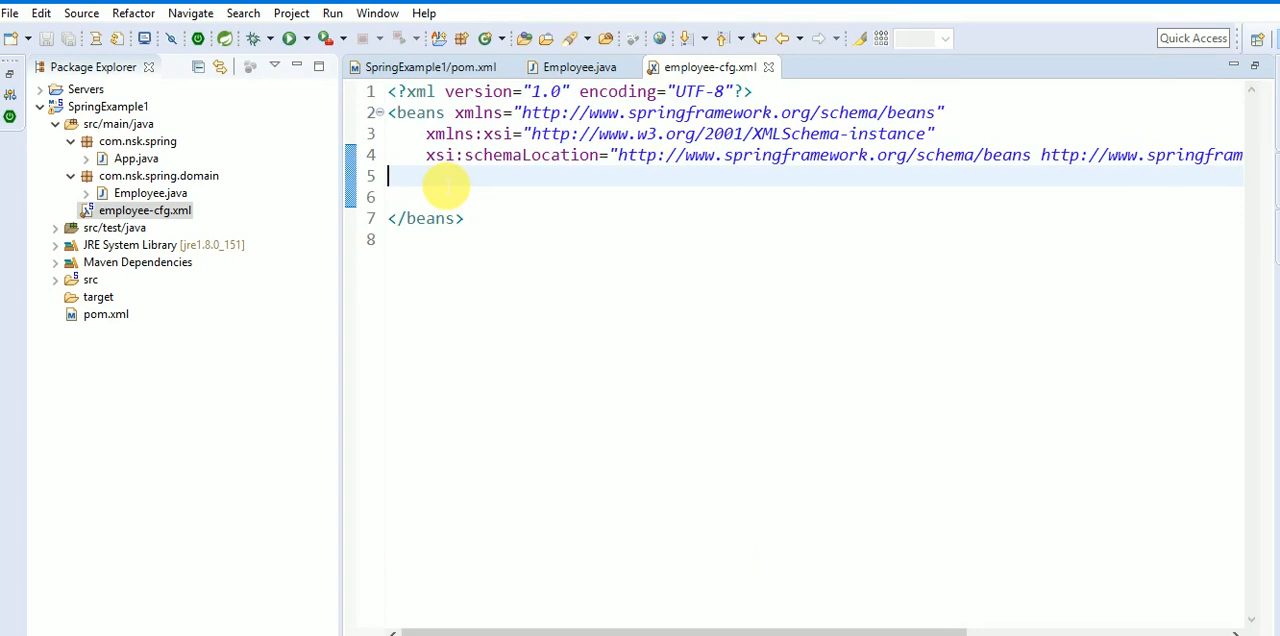 File Edit Source Refactor Navigate Search Project Run Window Help
Quick Access
Package Explorer
SpringExample1/pom.xml Employee.java employee-cfg.xml
Servers
SpringExample1
src/main/java
com.nsk.spring
App.java
com.nsk.spring.domain
Employee.java
employee-cfg.xml
src/test/java
JRE System Library [jre1.8.0_151]
Maven Dependencies
src
target
pom.xml
1 <?xml version="1.0" encoding="UTF-8"?>
2 <beans xmlns="http://www.springframework.org/schema/beans"
3 xmlns:xsi="http://www.w3.org/2001/XMLSchema-instance"
4 xsi:schemaLocation="http://www.springframework.org/schema/beans http://www.springfram
5
6
7 </beans>
8